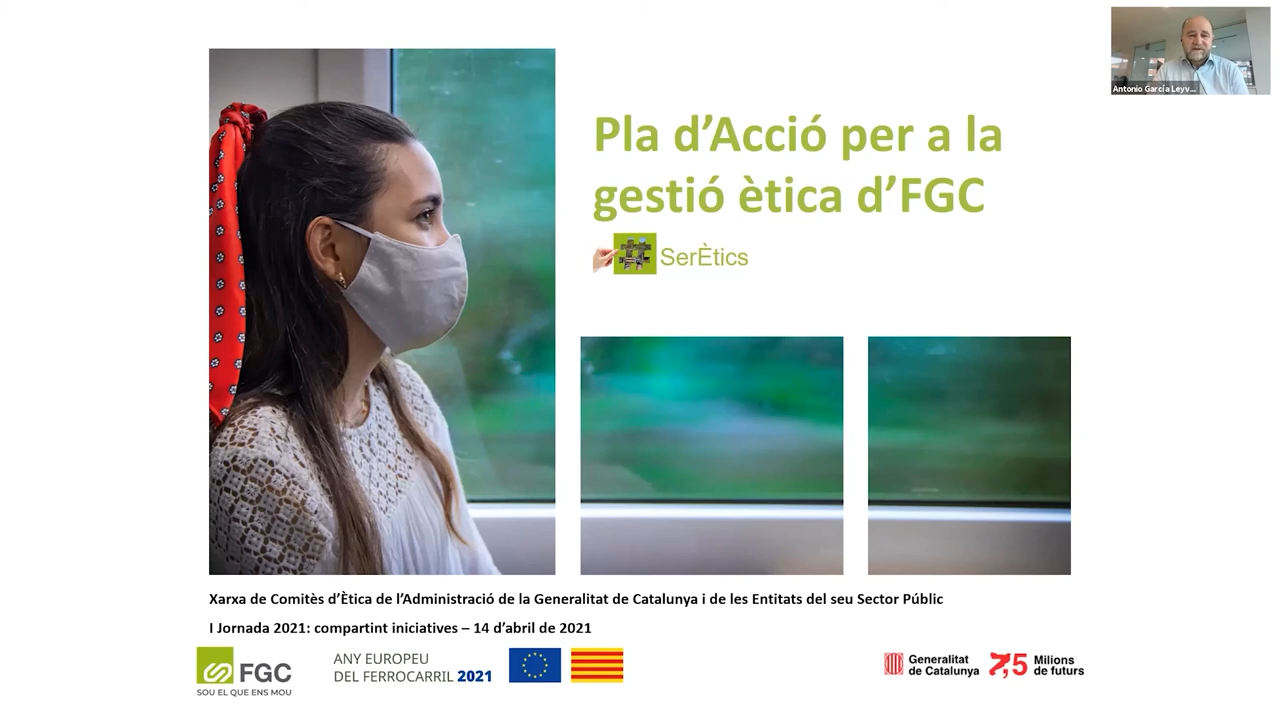 Antonio García Leyv...
Pla d’Acció per a la
gestió ètica d’FGC
SerÈtics
Xarxa de Comitès d’Ètica de l’Administració de la Generalitat de Catalunya i de les Entitats del seu Sector Públic
I Jornada 2021: compartint iniciatives – 14 d’abril de 2021
FGC
SOU EL QUE ENS MOU
ANY EUROPEU
DEL FERROCARRIL 2021
Generalitat
de Catalunya
7,5 Milions
de futurs